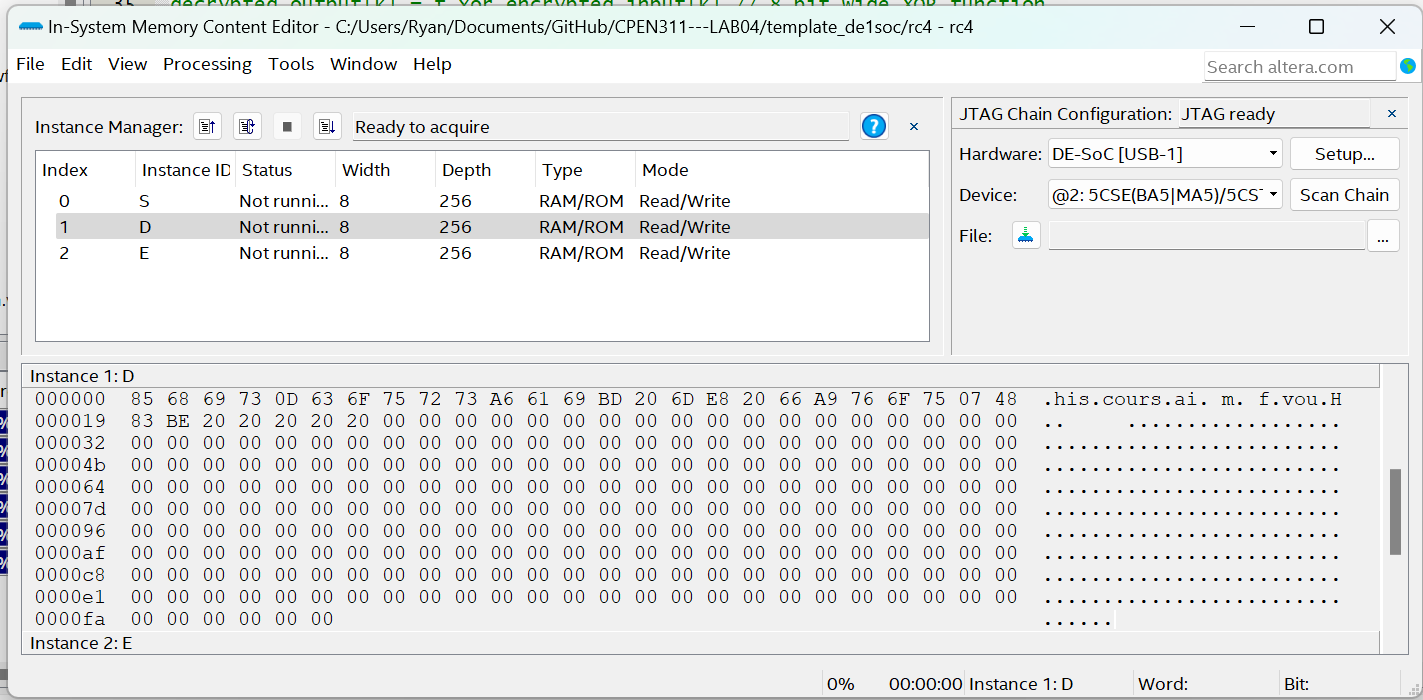 35 decrypted_output[k] = f xor encrypted_input[k] // 8 bit wide XOR function
In-System Memory Content Editor - C:/Users/Ryan/Documents/GitHub/CPEN311---LAB04/template_de1soc/rc4 - rc4
File Edit View Processing Tools Window Help
Search altera.com
Instance Manager: Ready to acquire
JTAG Chain Configuration: JTAG ready
Index Instance ID Status Width Depth Type Mode
0 S Not runni... 8 256 RAM/ROM Read/Write
1 D Not runni... 8 256 RAM/ROM Read/Write
2 E Not runni... 8 256 RAM/ROM Read/Write
Hardware: DE-SoC [USB-1] Setup...
Device: @2: 5CSE(BA5|MA5)/5CS Scan Chain
File: ...
Instance 1: D
000000 85 68 69 73 0D 63 6F 75 72 73 A6 61 69 BD 20 6D E8 20 66 A9 76 6F 75 07 48 .his.cours.ai. m. f.vou.H
000019 83 BE 20 20 20 20 20 00 00 00 00 00 00 00 00 00 00 00 00 00 00 00 00 00 00 ..     ..................
000032 00 00 00 00 00 00 00 00 00 00 00 00 00 00 00 00 00 00 00 00 00 00 00 00 00 .........................
00004b 00 00 00 00 00 00 00 00 00 00 00 00 00 00 00 00 00 00 00 00 00 00 00 00 00 .........................
000064 00 00 00 00 00 00 00 00 00 00 00 00 00 00 00 00 00 00 00 00 00 00 00 00 00 .........................
00007d 00 00 00 00 00 00 00 00 00 00 00 00 00 00 00 00 00 00 00 00 00 00 00 00 00 .........................
000096 00 00 00 00 00 00 00 00 00 00 00 00 00 00 00 00 00 00 00 00 00 00 00 00 00 .........................
0000af 00 00 00 00 00 00 00 00 00 00 00 00 00 00 00 00 00 00 00 00 00 00 00 00 00 .........................
0000c8 00 00 00 00 00 00 00 00 00 00 00 00 00 00 00 00 00 00 00 00 00 00 00 00 00 .........................
0000e1 00 00 00 00 00 00 00 00 00 00 00 00 00 00 00 00 00 00 00 00 00 00 00 00 00 .........................
0000fa 00 00 00 00 00 00 ......
Instance 2: E
0% 00:00:00 Instance 1: D Word: Bit: